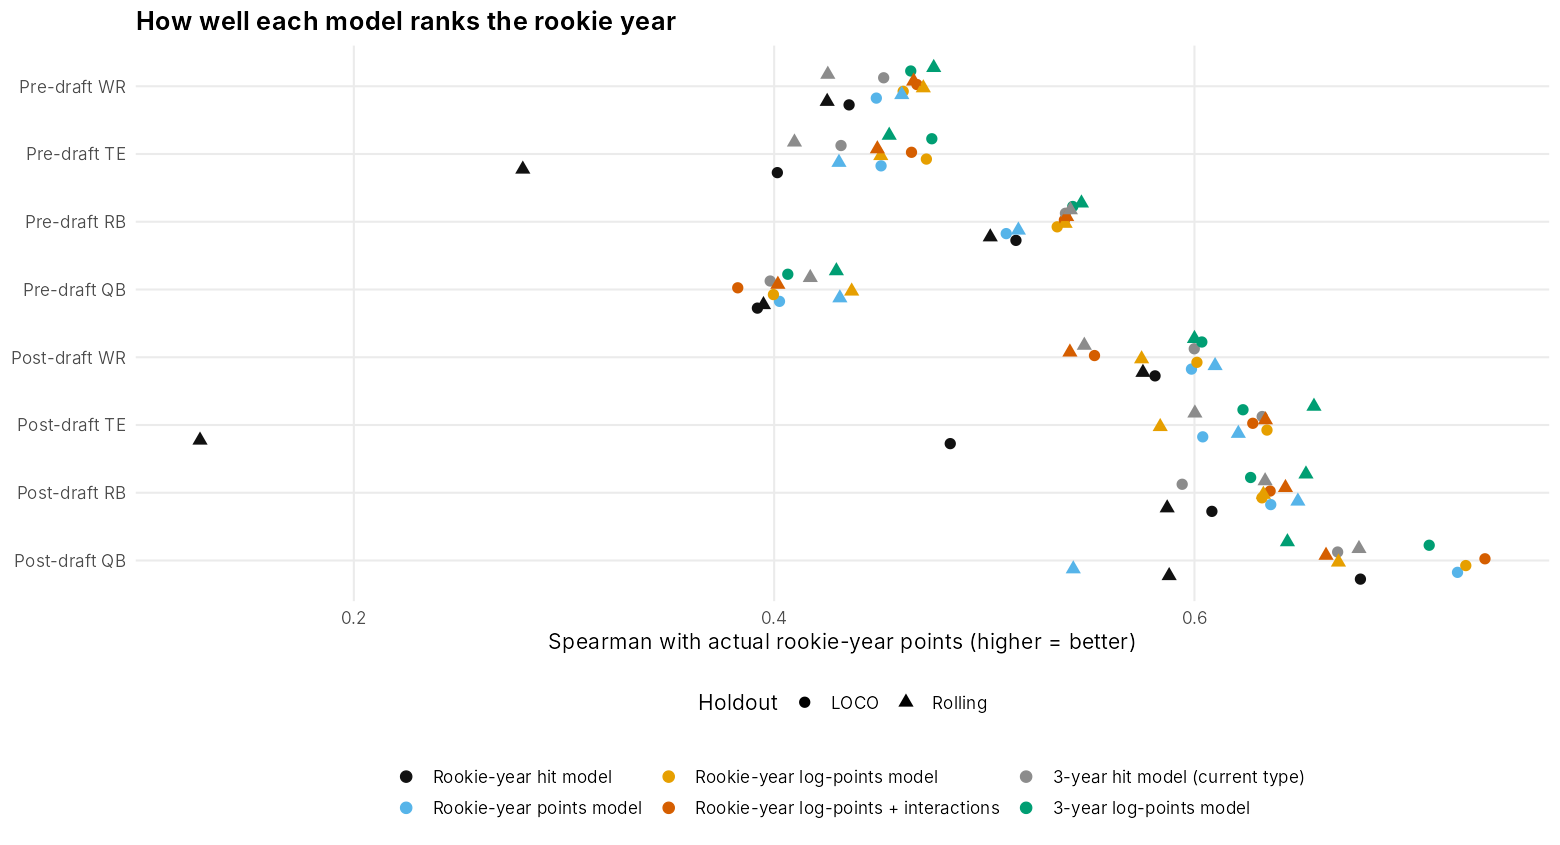 How well each model ranks the rookie year
Pre-draft WR
Pre-draft TE
Pre-draft RB
Pre-draft QB
Post-draft WR
Post-draft TE
Post-draft RB
Post-draft QB
0.2 0.4 0.6
Spearman with actual rookie-year points (higher = better)
Holdout LOCO Rolling
Rookie-year hit model Rookie-year log-points model 3-year hit model (current type)
Rookie-year points model Rookie-year log-points + interactions 3-year log-points model